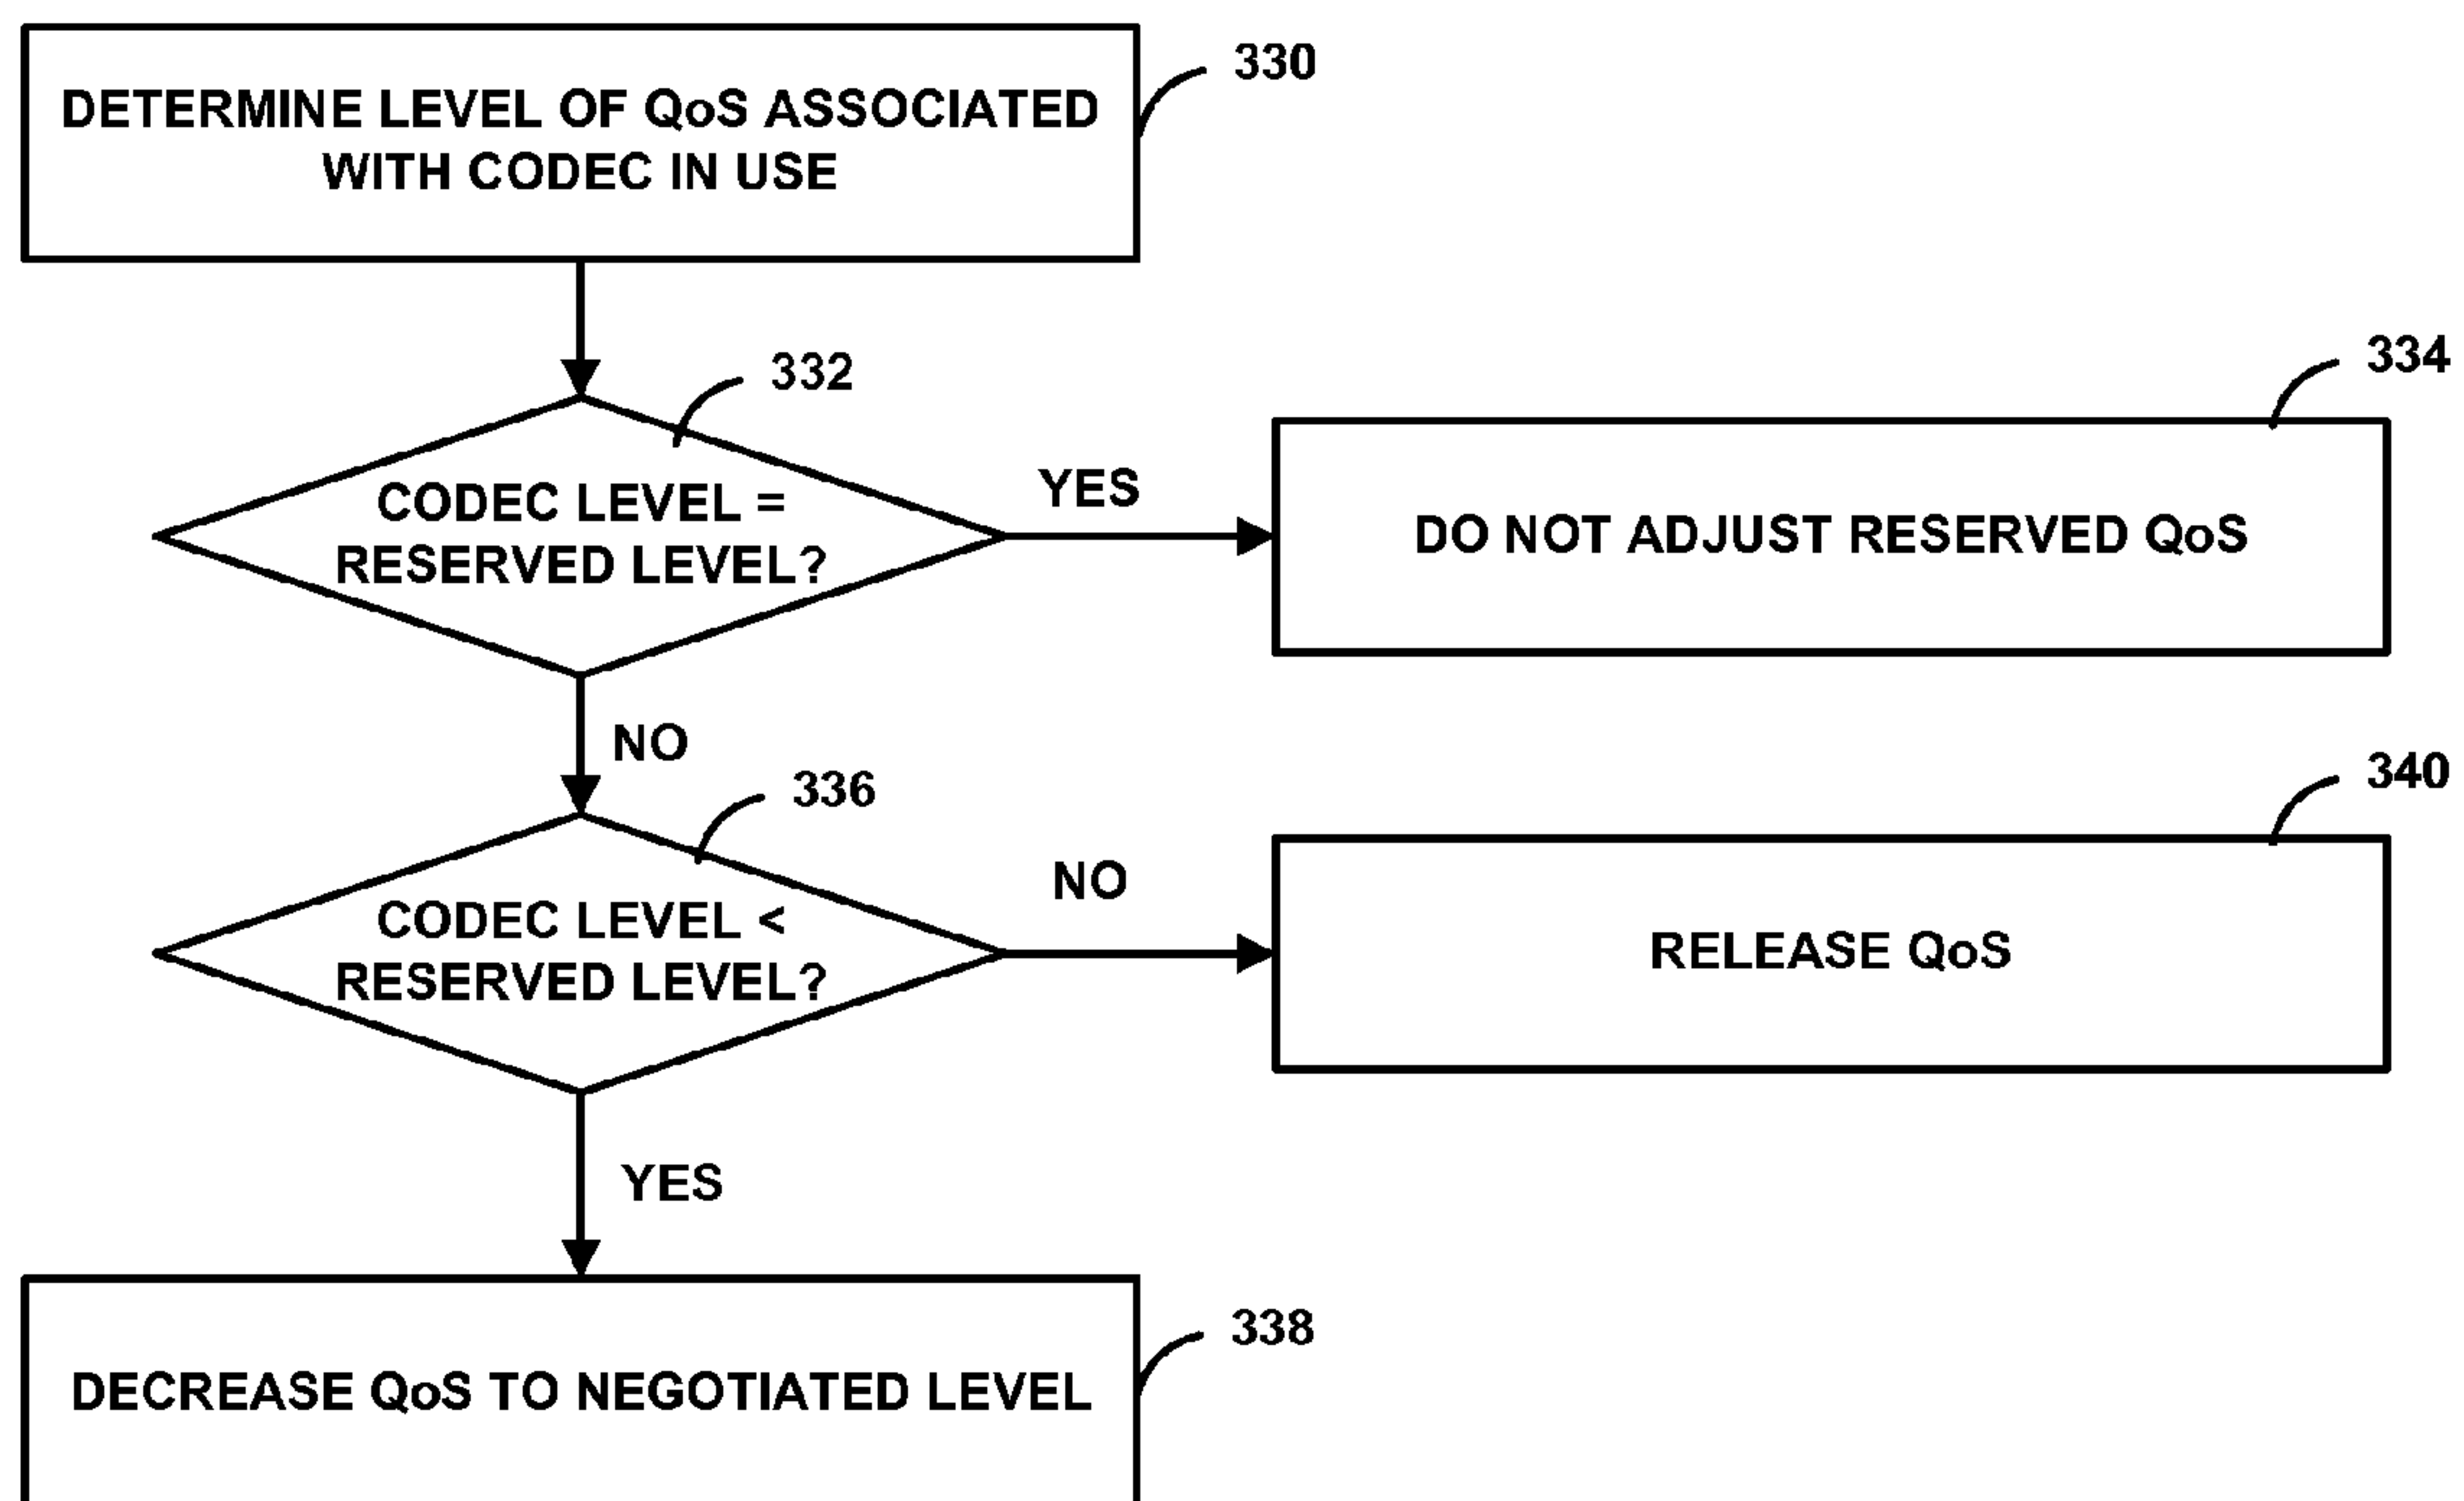 330
DETERMINE LEVEL OF QoS ASSOCIATED
WITH CODEC IN USE
332
334
CODEC LEVEL =
RESERVED LEVEL?
YES
DO NOT ADJUST RESERVED QoS
NO
336
340
CODEC LEVEL <
RESERVED LEVEL?
NO
RELEASE QoS
YES
338
DECREASE QoS TO NEGOTIATED LEVEL